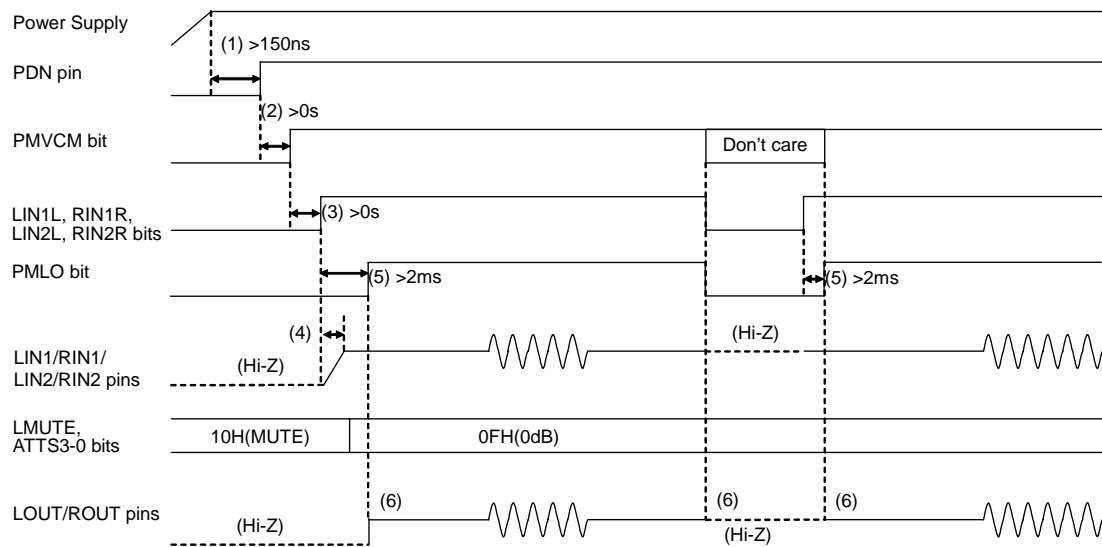 Power Supply
(1) >150ns
PDN pin
(2) >0s
PMVCM bit
Don't care
(3) >0s
LIN1L, RIN1R,
LIN2L, RIN2R bits
PMLO bit
(5) >2ms
(5) >2ms
(4)
(Hi-Z)
(Hi-Z)
LIN1/RIN1/
LIN2/RIN2 pins
LMUTE,
ATTS3-0 bits
10H(MUTE)
0FH(0dB)
(6)
(6)
(6)
LOUT/ROUT pins
(Hi-Z)
(Hi-Z)